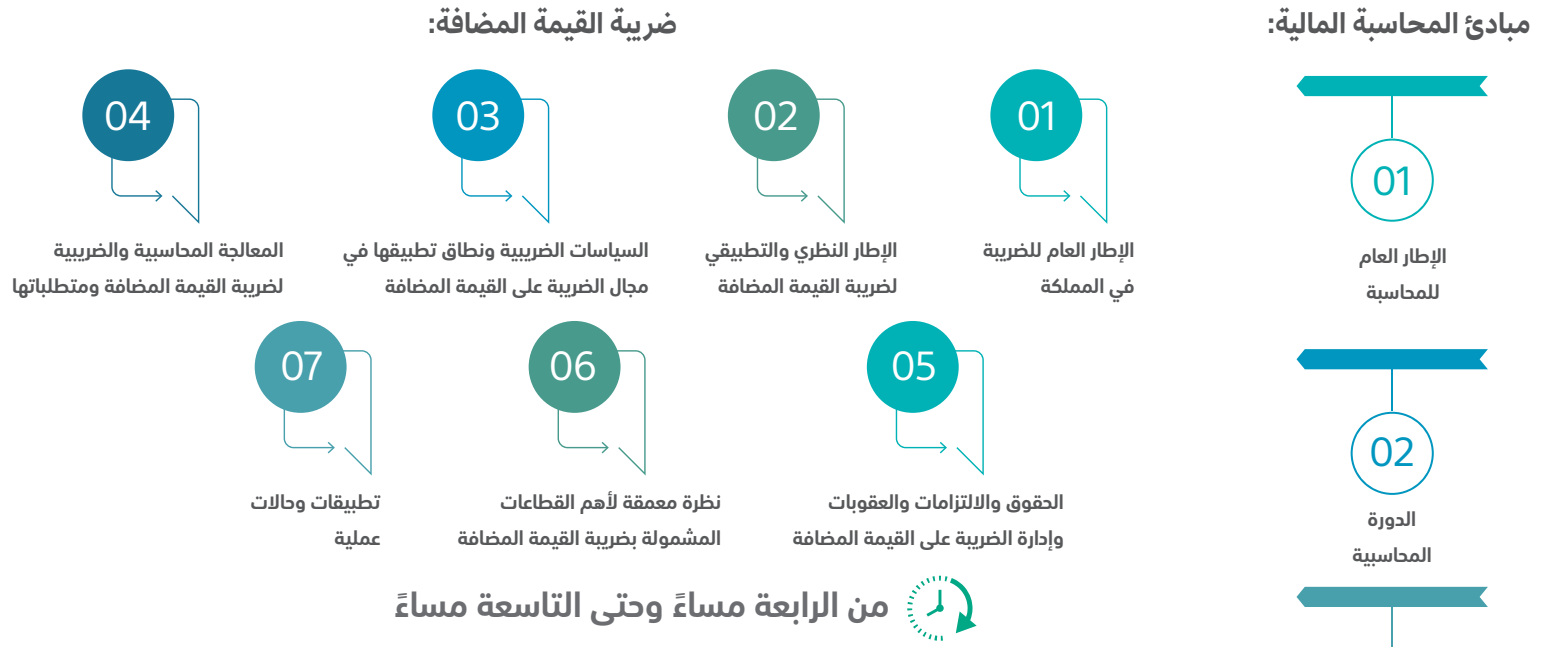 مبادئ المحاسبة المالية:
01
الإطار العام
للمحاسبة
02
الدورة
المحاسبية
ضريبة القيمة المضافة:
01
الإطار العام للضريبة
في المملكة
02
الإطار النظري والتطبيقي
لضريبة القيمة المضافة
03
السياسات الضريبية ونطاق تطبيقها في
مجال الضريبة على القيمة المضافة
04
المعالجة المحاسبية والضريبية
لضريبة القيمة المضافة ومتطلباتها
05
الحقوق والالتزامات والعقوبات
وإدارة الضريبة على القيمة المضافة
06
نظرة معمقة لأهم القطاعات
المشمولة بضريبة القيمة المضافة
07
تطبيقات وحالات
عملية
من الرابعة مساءً وحتى التاسعة مساءً